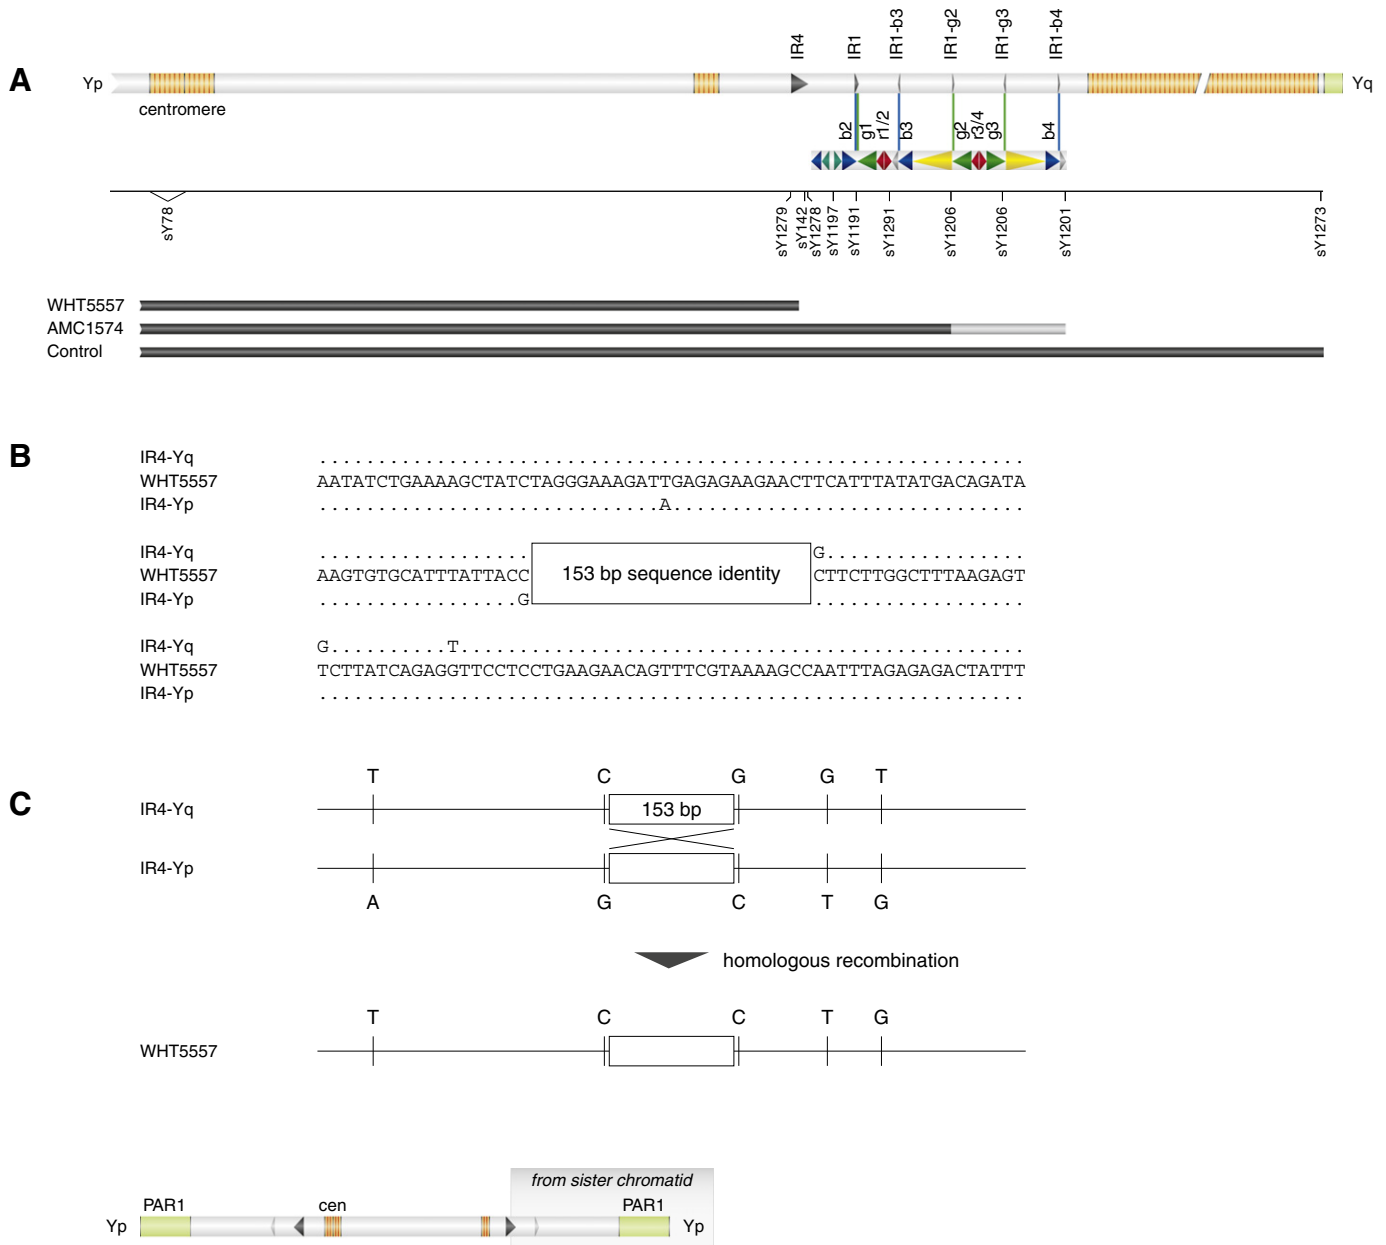 A
Yp
centromere
IR4
IR1
IR1-b3
IR1-g2
IR1-g3
IR1-b4
Yq
b2
g1
r1/2
b3
g2
r3/4
g3
b4
sY78
sY1279
sY142
sY1278
sY1197
sY1191
sY1291
sY1206
sY1206
sY1201
sY1273
WHT5557
AMC1574
Control
B
IR4-Yq ............................................................
WHT5557 AATATCTGAAAAGCTATCTAGGGAAAGATTGAGAGAAGAACTTCATTTATATGACAGATA
IR4-Yp .............................A..............................
IR4-Yq .................. G.................
WHT5557 AAGTGTGCATTTATTACC 153 bp sequence identity CTTCTTGGCTTTAAGAGT
IR4-Yp .................G ..................
IR4-Yq G..........T................................................
WHT5557 TCTTATCAGAGGTTCCTCCTGAAGAACAGTTTCGTAAAAGCCAATTTAGAGAGACTATTT
IR4-Yp ............................................................
C
T C G G T
IR4-Yq 153 bp
IR4-Yp
A G C T G
homologous recombination
T C C T G
WHT5557
from sister chromatid
PAR1 cen PAR1
Yp Yp